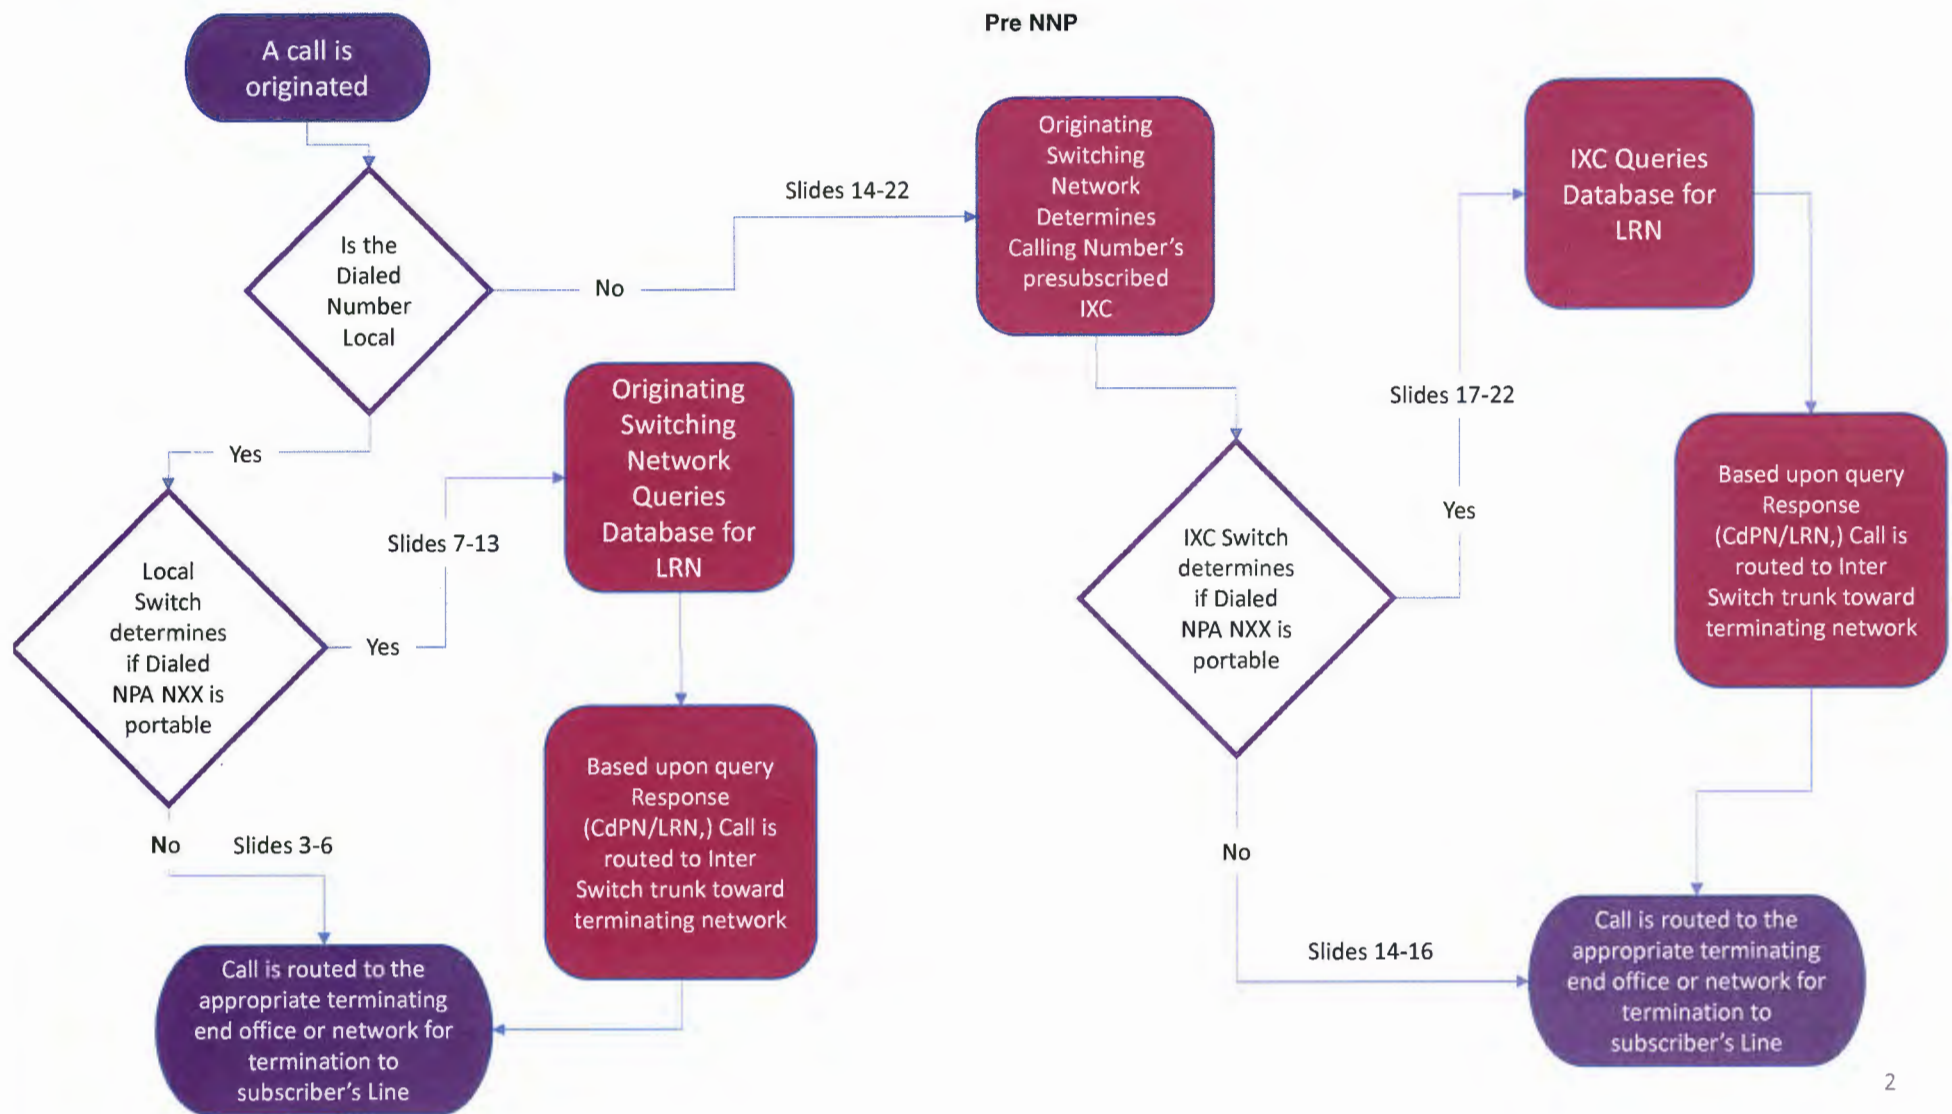 Pre NNP
A call is
originated
Is the
Dialed
Number
Local
No
Slides 14-22
Originating
Switching
Network
Determines
Calling Number's
presubscribed
IXC
IXC Queries
Database for
LRN
Slides 17-22
Yes
Originating
Switching
Network
Queries
Database for
LRN
Yes
Slides 7-13
Local
Switch
determines
if Dialed
NPA NXX is
portable
Yes
IXC Switch
determines
if Dialed
NPA NXX is
portable
Based upon query
Response
(CdPN/LRN,) Call is
routed to Inter
Switch trunk toward
terminating network
Based upon query
Response
(CdPN/LRN,) Call is
routed to Inter
Switch trunk toward
terminating network
No
Slides 3-6
No
Slides 14-16
Call is routed to the
appropriate terminating
end office or network for
termination to
subscriber's Line
Call is routed to the
appropriate terminating
end office or network for
termination to
subscriber's Line
2